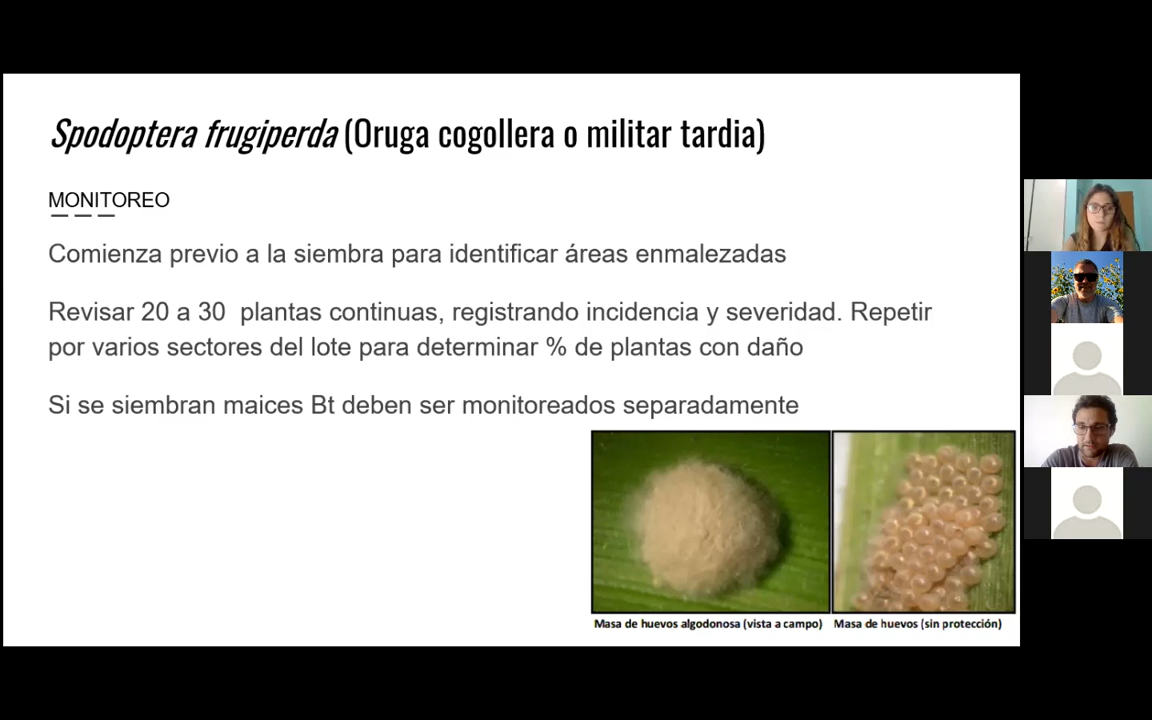 Spodoptera frugiperda (Oruga cogollera o militar tardia)
MONITOREO
Comienza previo a la siembra para identificar áreas enmalezadas
Revisar 20 a 30 plantas continuas, registrando incidencia y severidad. Repetir
por varios sectores del lote para determinar % de plantas con daño
Si se siembran maices Bt deben ser monitoreados separadamente
Masa de huevos algodonosa (vista a campo)
Masa de huevos (sin protección)